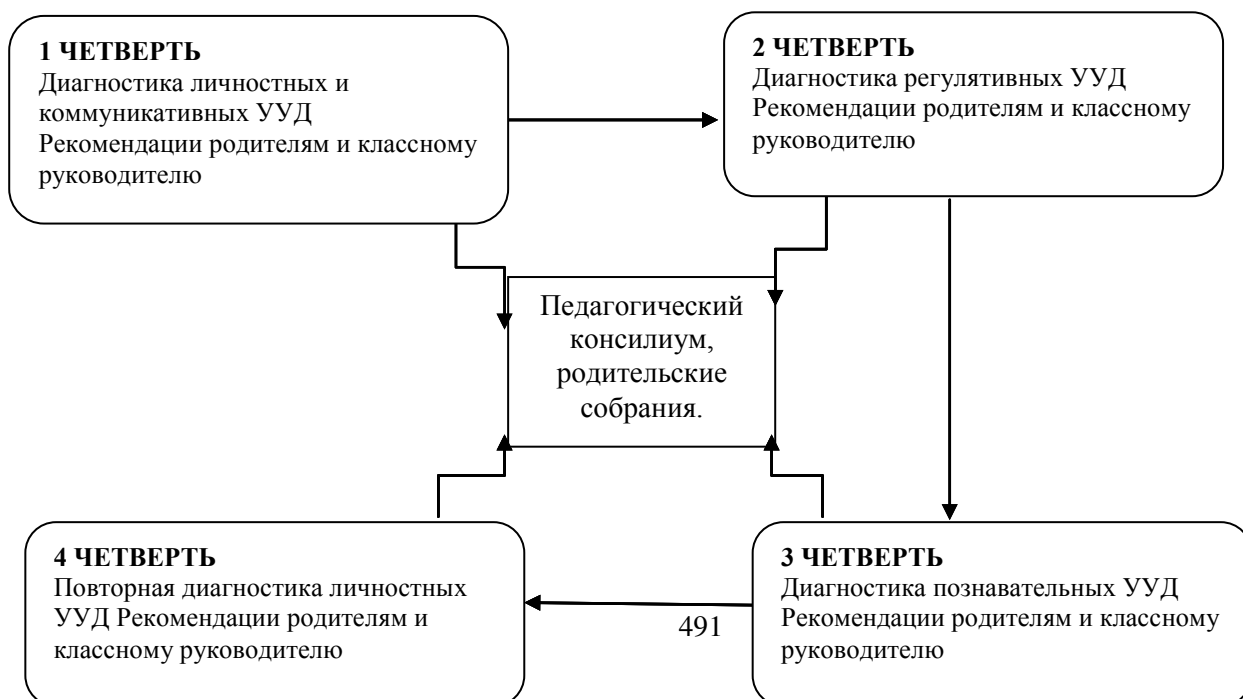 1 ЧЕТВЕРТЬ
Диагностика личностных и
коммуникативных УУД
Рекомендации родителям и классному
руководителю
2 ЧЕТВЕРТЬ
Диагностика регулятивных УУД
Рекомендации родителям и классному
руководителю
Педагогический
консилиум,
родительские
собрания.
4 ЧЕТВЕРТЬ
Повторная диагностика личностных
УУД Рекомендации родителям и
классному руководителю
491
3 ЧЕТВЕРТЬ
Диагностика познавательных УУД
Рекомендации родителям и классному
руководителю